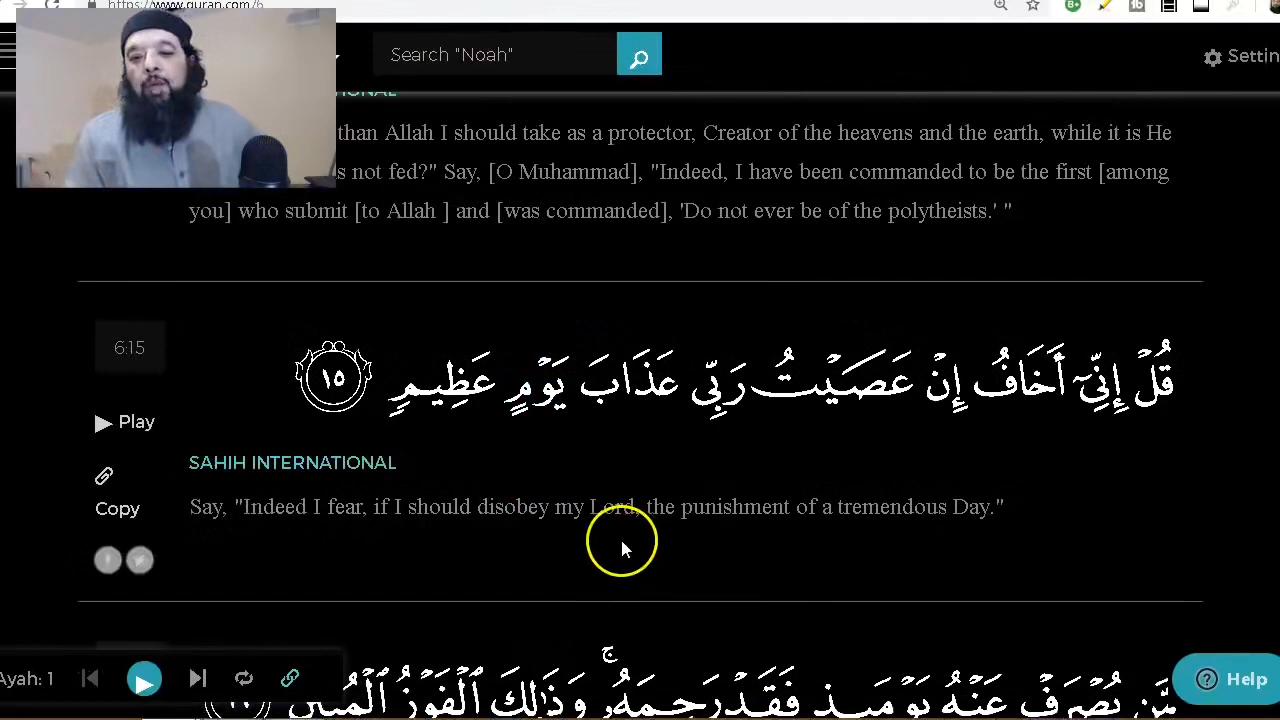 https://www.quran.com/6
Search "Noah"
Settin
than Allah I should take as a protector, Creator of the heavens and the earth, while it is He
s not fed?" Say, [O Muhammad], "Indeed, I have been commanded to be the first [among
you] who submit [to Allah ] and [was commanded], 'Do not ever be of the polytheists.' "
6:15
قُلْ إِنِّىٓ أَخَافُ إِنْ عَصَيْتُ رَبِّى عَذَابَ يَوْمٍ عَظِيمٍ ١٥
Play
SAHIH INTERNATIONAL
Copy
Say, "Indeed I fear, if I should disobey my Lord, the punishment of a tremendous Day."
مَّن يُصْرَفْ عَنْهُ يَوْمَئِذٍ فَقَدْ رَحِمَهُۥ ۚ وَذَٰلِكَ ٱلْفَوْزُ ٱلْمُبِينُ
Ayah: 1
Help